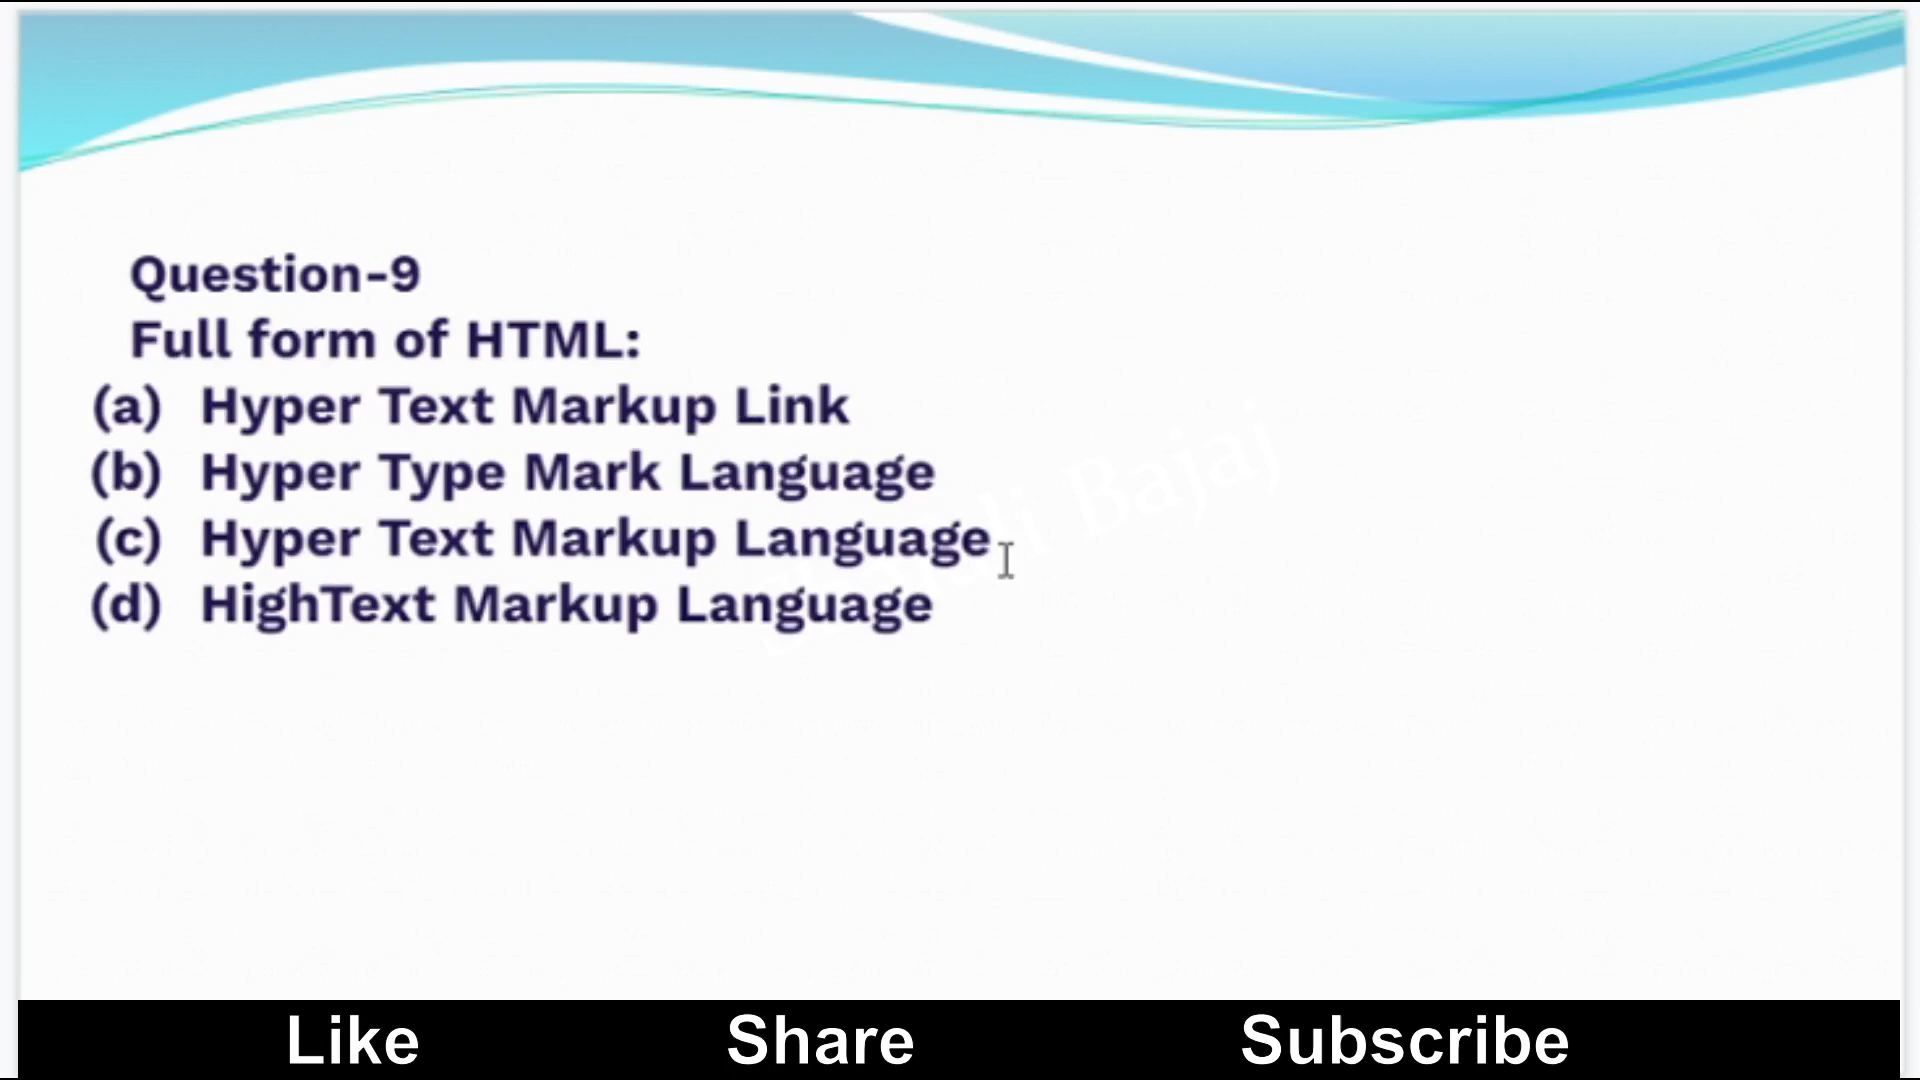 Question-9
Full form of HTML:
(a) Hyper Text Markup Link
(b) Hyper Type Mark Language
(c) Hyper Text Markup Language
(d) HighText Markup Language
Bajaj
Like Share Subscribe